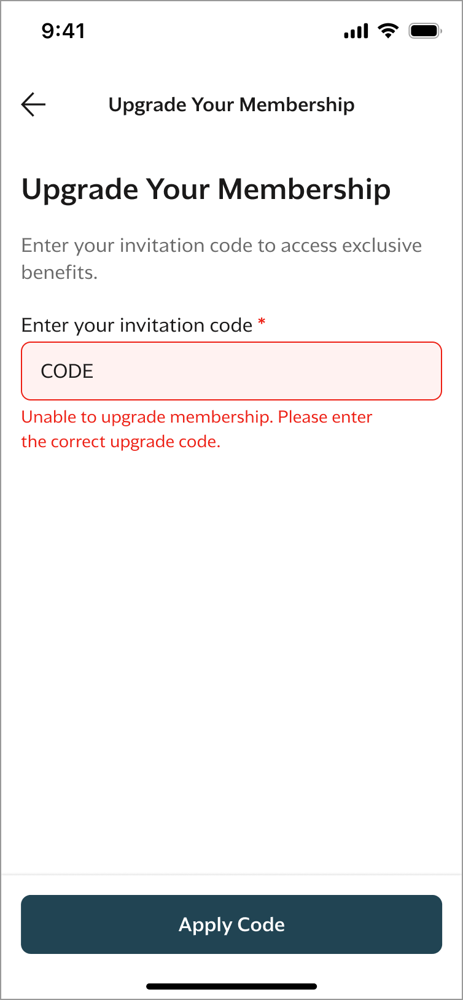 9:41
Upgrade Your Membership
Upgrade Your Membership
Enter your invitation code to access exclusive
benefits.
Enter your invitation code *
CODE
Unable to upgrade membership. Please enter
the correct upgrade code.
Apply Code